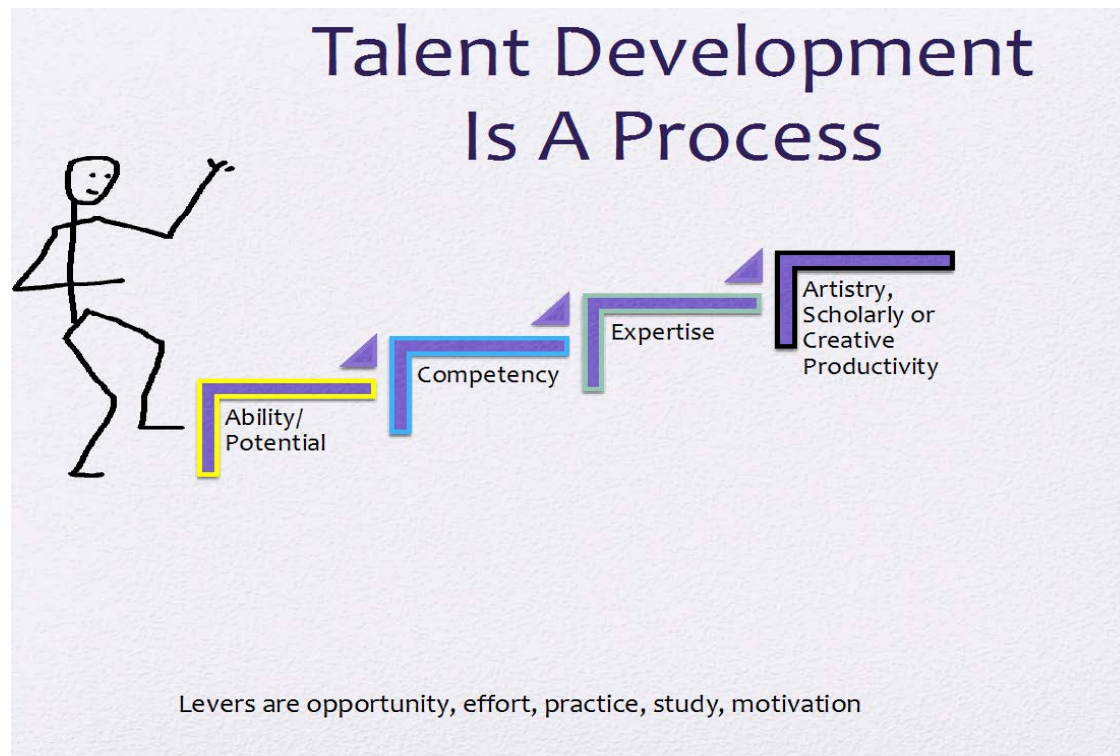 Talent Development
Is A Process
Ability/
Potential
Competency
Expertise
Artistry,
Scholarly or
Creative
Productivity
Levers are opportunity, effort, practice, study, motivation